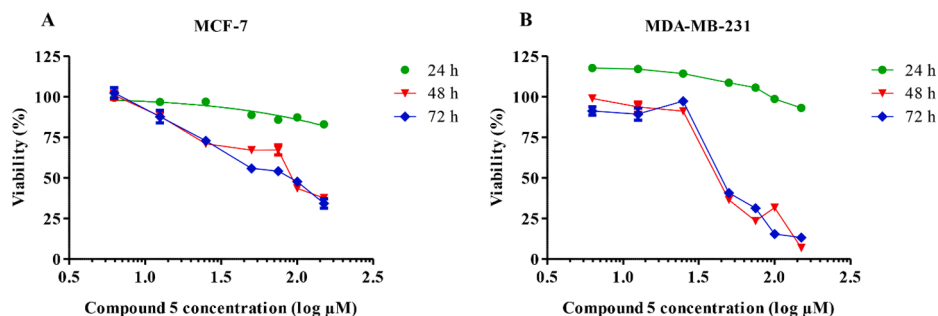 A
MCF-7
125
100
75
50
25
0
0.5 1.0 1.5 2.0 2.5
Viability (%)
Compound 5 concentration (log µM)
24 h
48 h
72 h
B
MDA-MB-231
125
100
75
50
25
0
0.5 1.0 1.5 2.0 2.5
Viability (%)
Compound 5 concentration (log µM)
24 h
48 h
72 h